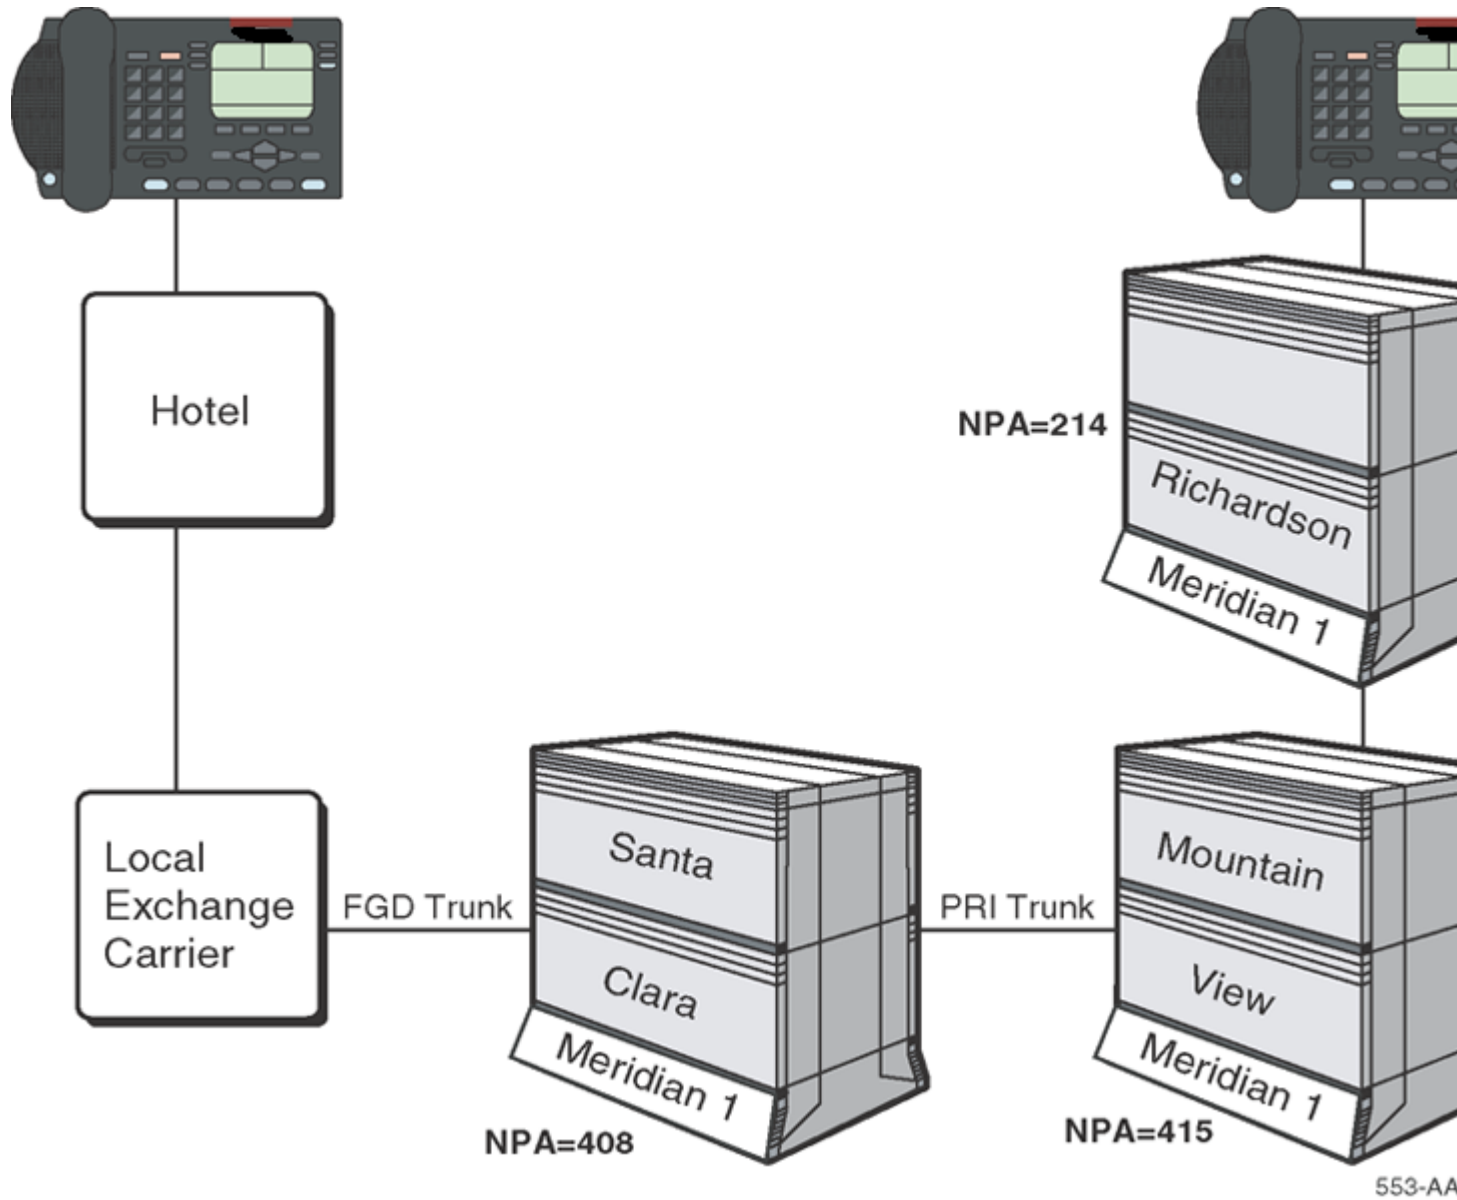 Hotel
NPA=214
Richardson
Meridian 1
Local
Exchange
Carrier
FGD Trunk
Santa
Clara
Meridian 1
NPA=408
PRI Trunk
Mountain
View
Meridian 1
NPA=415
553-AA